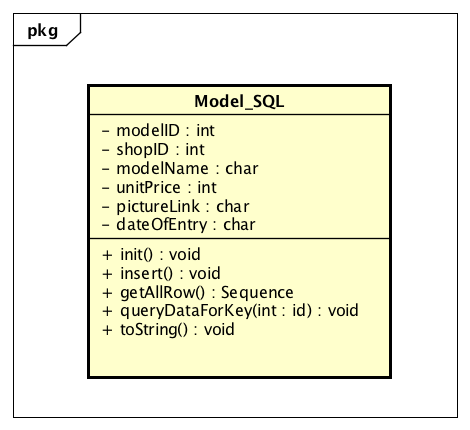 pkg
Model_SQL
- modelID : int
- shopID : int
- modelName : char
- unitPrice : int
- pictureLink : char
- dateOfEntry : char
+ init() : void
+ insert() : void
+ getAllRow() : Sequence
+ queryDataForKey(int : id) : void
+ toString() : void